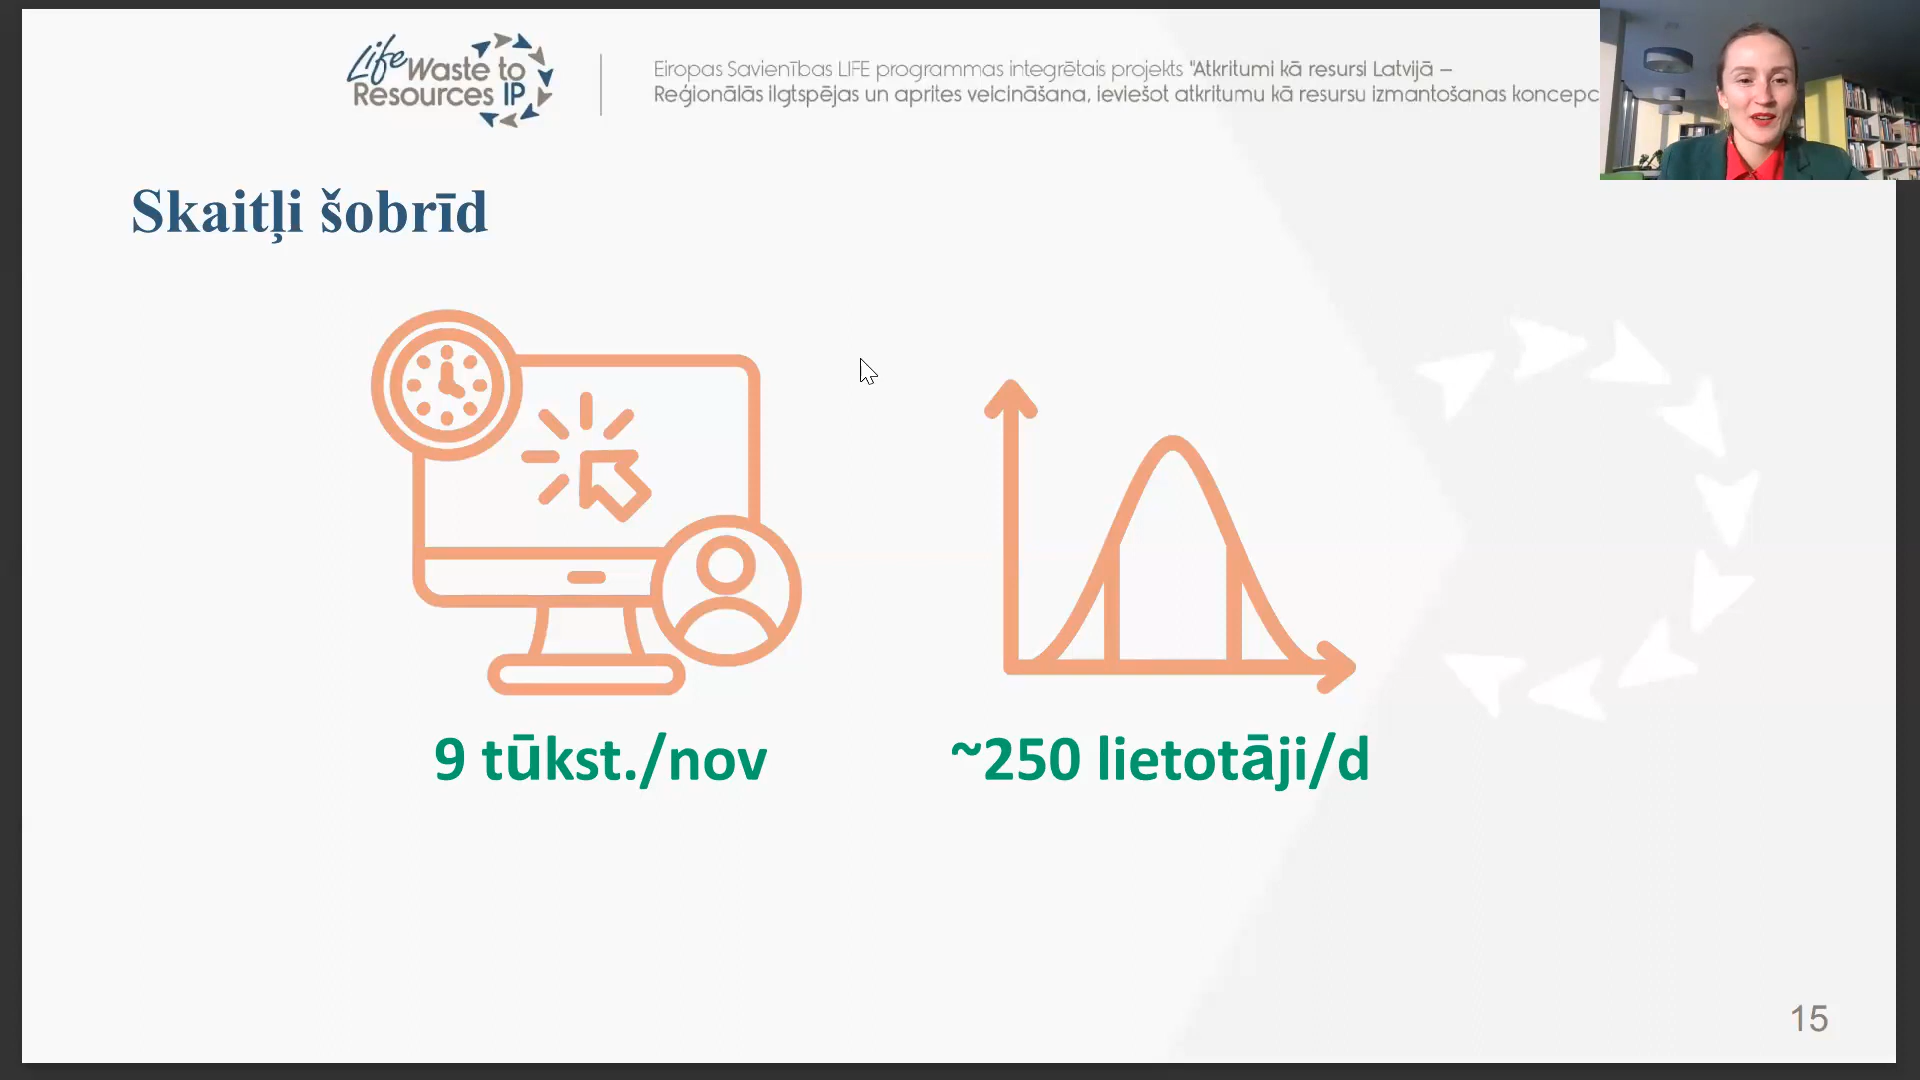 Life Waste to
Resources IP
Eiropas Savienības LIFE programmas integrētais projekts "Atkritumi kā resursi Latvijā –
Reģionālās ilgtspējas un aprites veicināšana, ieviešot atkritumu kā resursu izmantošanas koncepc
Skaitļi šobrīd
9 tūkst./nov
~250 lietotāji/d
15